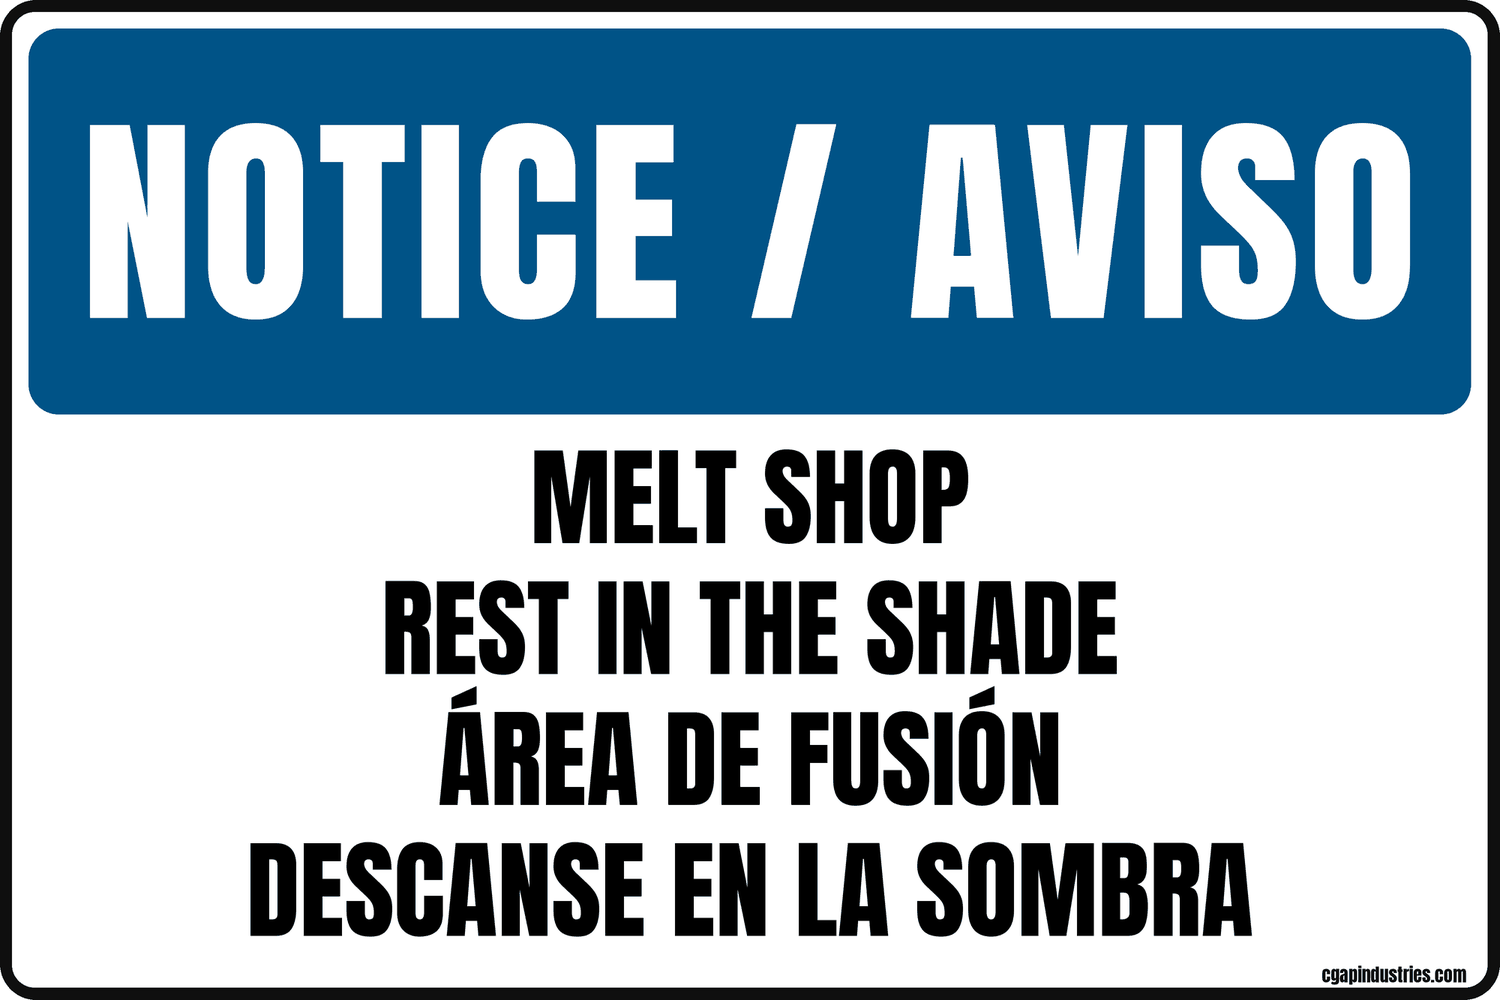 NOTICE / AVISO
MELT SHOP
REST IN THE SHADE
ÁREA DE FUSIÓN
DESCANSE EN LA SOMBRA
cgapindustries.com